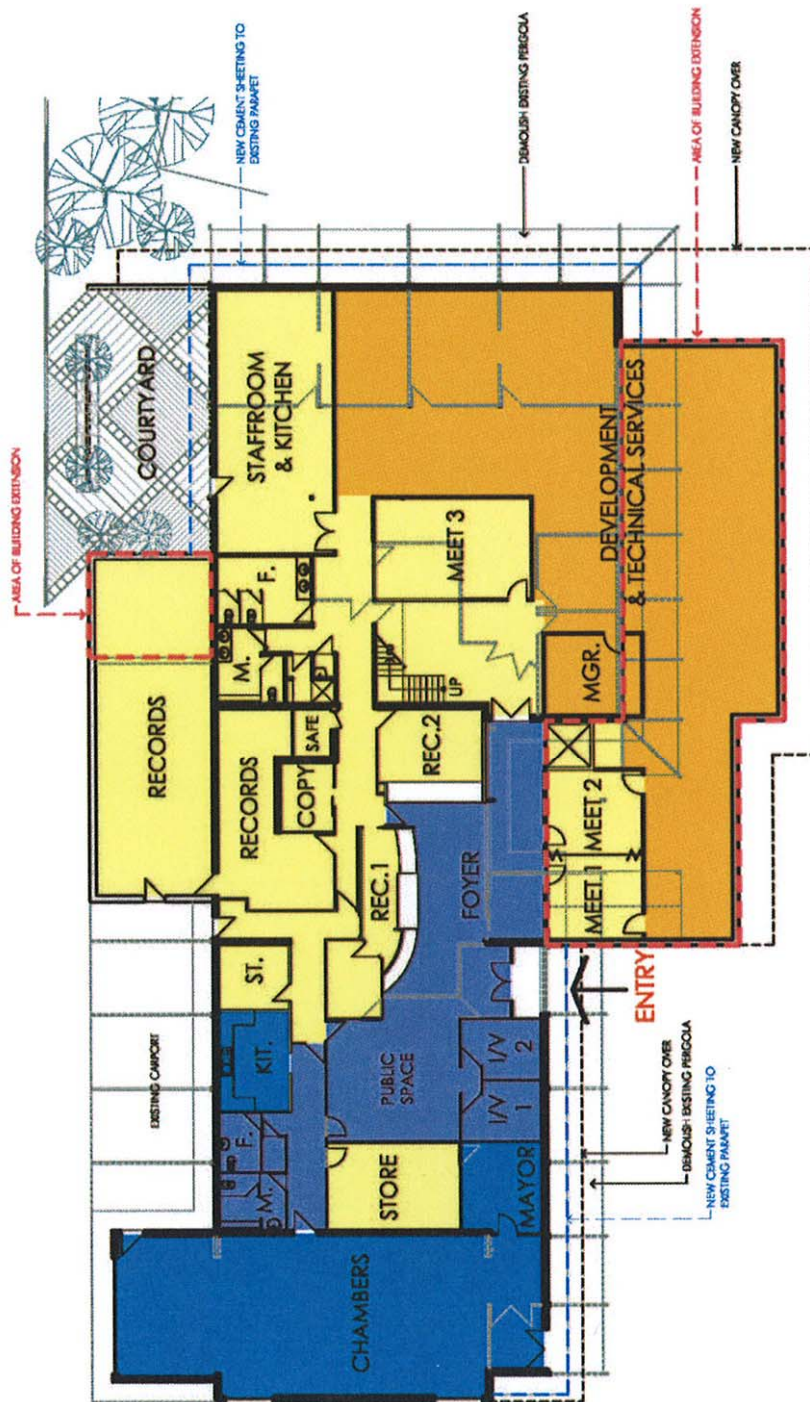 AREA OF BUILDING EXTENSION
NEW CEMENT SHEETING TO
EXISTING PARAPET
COURTYARD
DEMOLISH EXISTING PERGOLA
AREA OF BUILDING EXTENSION
NEW CANOPY OVER
EXISTING CARPORT
RECORDS
STAFFROOM
& KITCHEN
M.
F.
RECORDS
SAFE
COPY
ST.
KIT.
F.
M.
REC.1
REC.2
UP
MEET 3
DEVELOPMENT
& TECHNICAL SERVICES
MGR.
FOYER
MEET 1
MEET 2
PUBLIC
SPACE
I/V
1
I/V
2
STORE
MAYOR
CHAMBERS
ENTRY
NEW CANOPY OVER
DEMOLISH EXISTING PERGOLA
NEW CEMENT SHEETING TO
EXISTING PARAPET